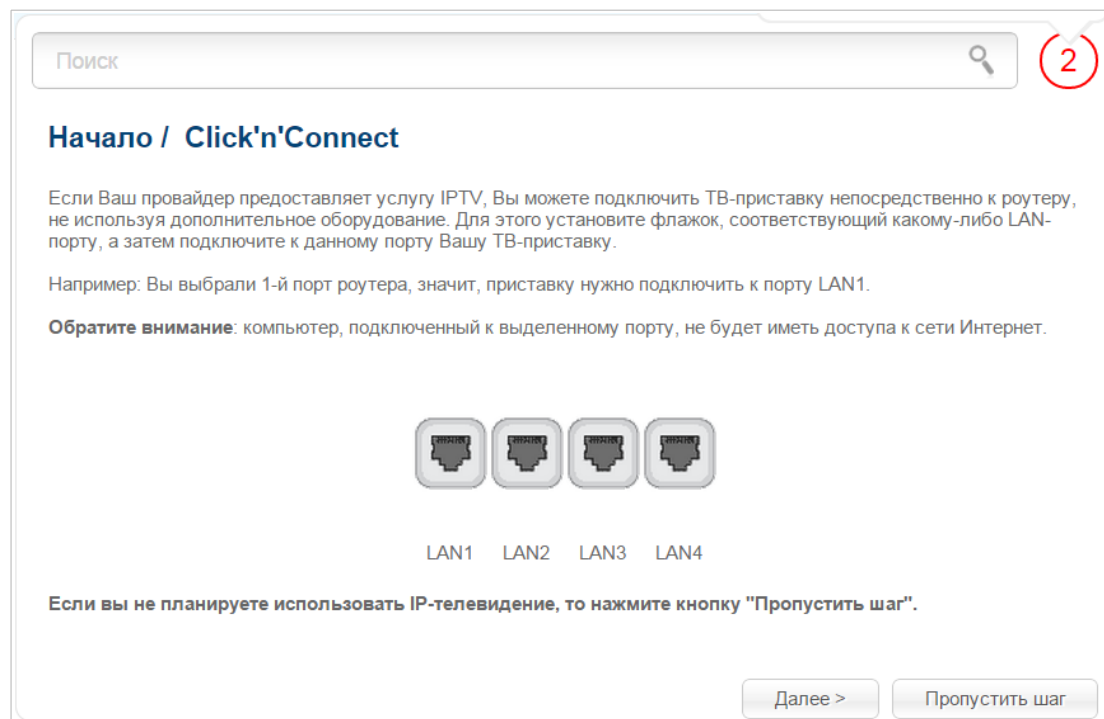 Поиск
2
Начало / Click'n'Connect
Если Ваш провайдер предоставляет услугу IPTV, Вы можете подключить ТВ-приставку непосредственно к роутеру,
не используя дополнительное оборудование. Для этого установите флажок, соответствующий какому-либо LAN-
порту, а затем подключите к данному порту Вашу ТВ-приставку.
Например: Вы выбрали 1-й порт роутера, значит, приставку нужно подключить к порту LAN1.
Обратите внимание: компьютер, подключенный к выделенному порту, не будет иметь доступа к сети Интернет.
LAN1 LAN2 LAN3 LAN4
Если вы не планируете использовать IP-телевидение, то нажмите кнопку "Пропустить шаг".
Далее > Пропустить шаг